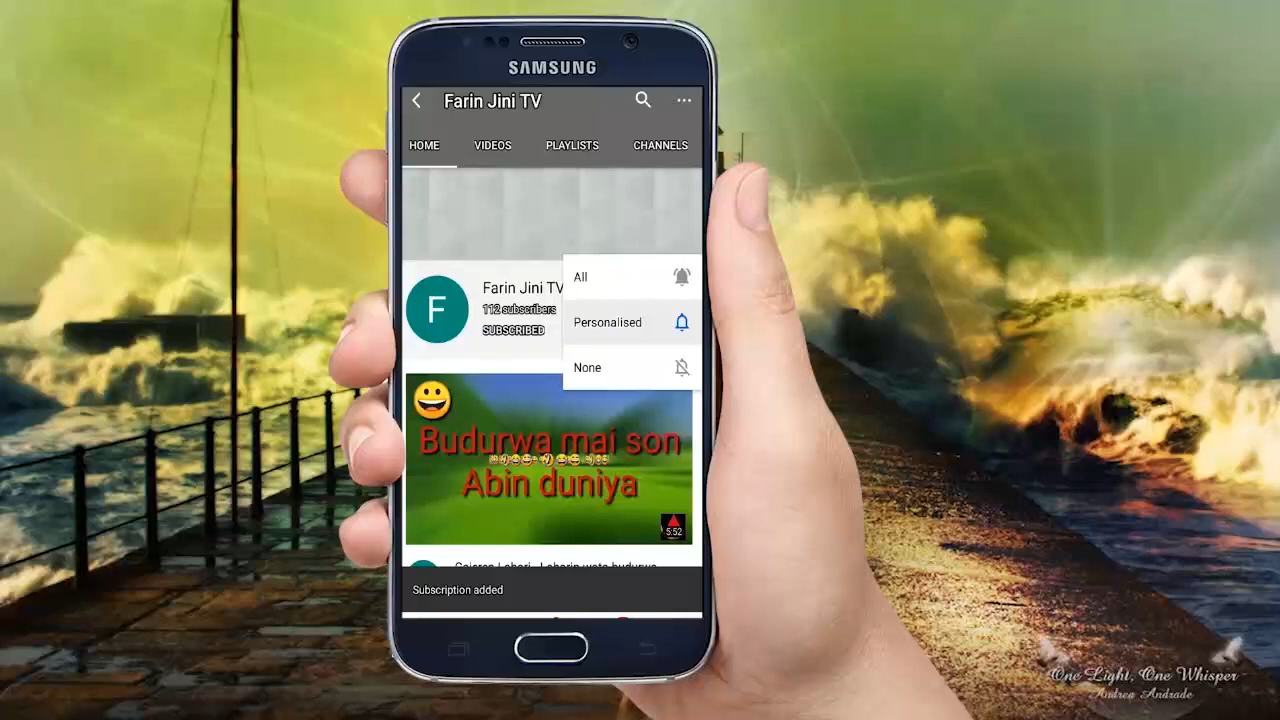 SAMSUNG
Farin Jini TV
HOME VIDEOS PLAYLISTS CHANNELS
All
Farin Jini TV
112 subscribers
Personalised
SUBSCRIBED
None
Budurwa mai son
Abin duniya
5:52
Subscription added
One Light, One Whisper
Andrea Andrade